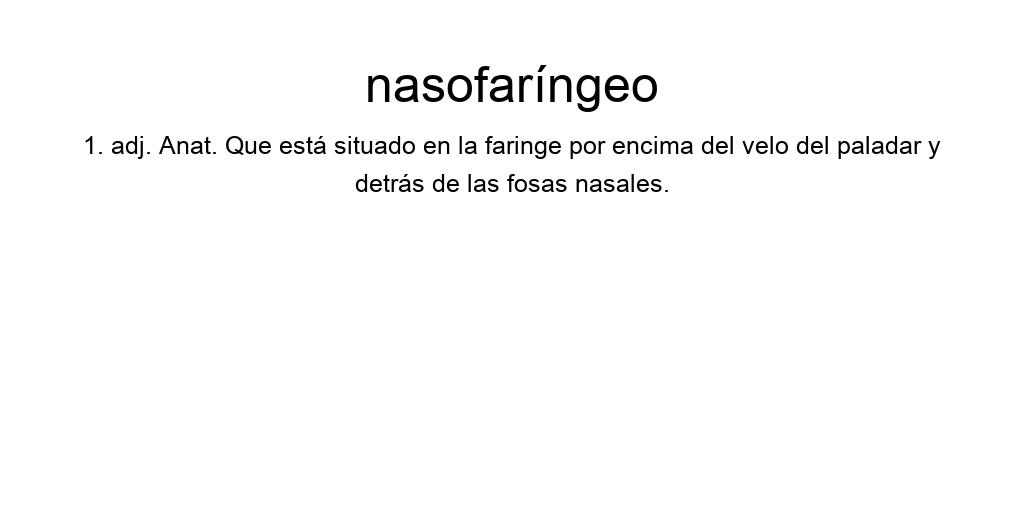 nasofaríngeo
1. adj. Anat. Que está situado en la faringe por encima del velo del paladar y
detrás de las fosas nasales.